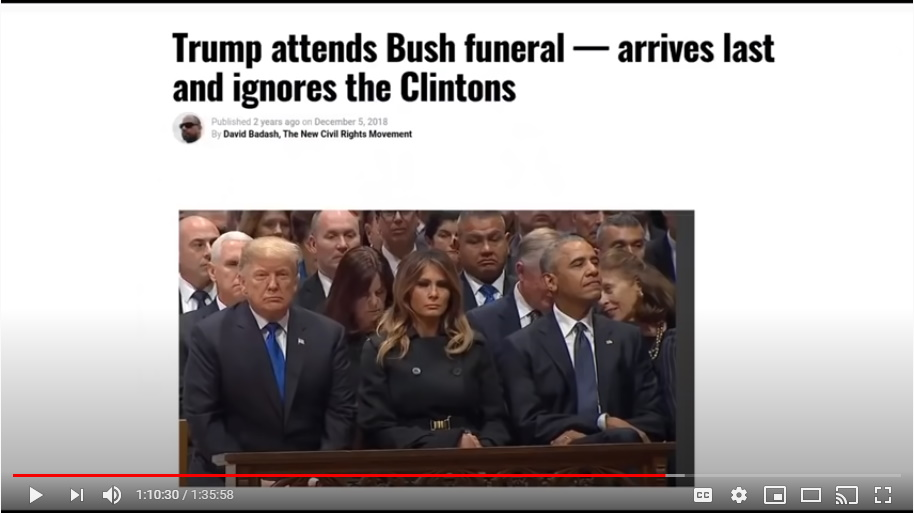 Trump attends Bush funeral — arrives last
and ignores the Clintons
Published 2 years ago on December 5, 2018
By David Badash, The New Civil Rights Movement
1:10:30 / 1:35:58
CC